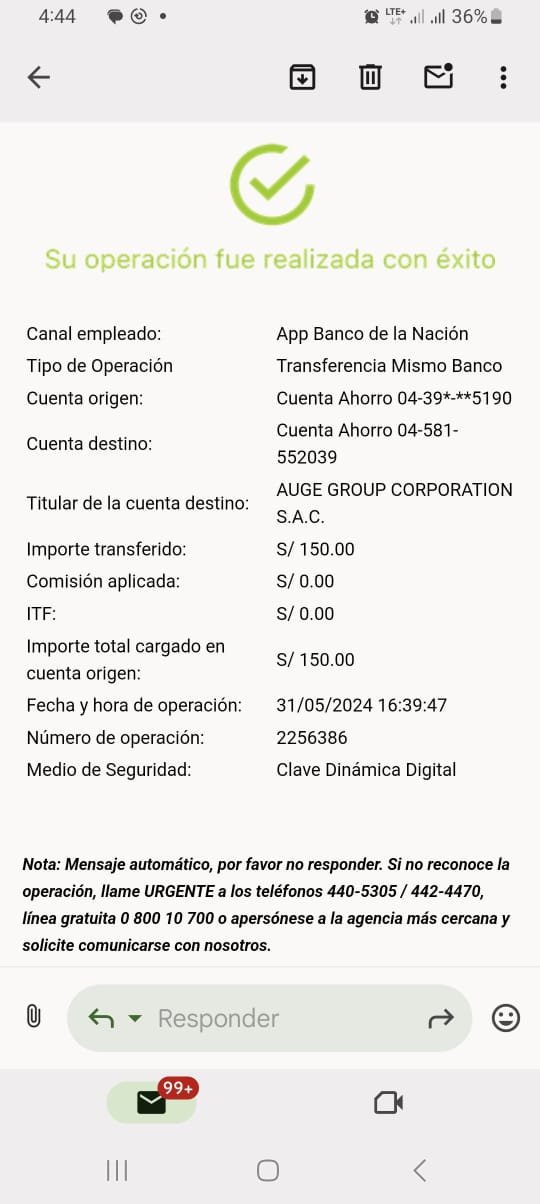 4:44 LTE+ 36%
Su operación fue realizada con éxito
Canal empleado: App Banco de la Nación
Tipo de Operación Transferencia Mismo Banco
Cuenta origen: Cuenta Ahorro 04-39*-**5190
Cuenta destino: Cuenta Ahorro 04-581-
552039
Titular de la cuenta destino: AUGE GROUP CORPORATION
S.A.C.
Importe transferido: S/ 150.00
Comisión aplicada: S/ 0.00
ITF: S/ 0.00
Importe total cargado en
cuenta origen: S/ 150.00
Fecha y hora de operación: 31/05/2024 16:39:47
Número de operación: 2256386
Medio de Seguridad: Clave Dinámica Digital
Nota: Mensaje automático, por favor no responder. Si no reconoce la
operación, llame URGENTE a los teléfonos 440-5305 / 442-4470,
línea gratuita 0 800 10 700 o apersónese a la agencia más cercana y
solicite comunicarse con nosotros.
Responder
99+